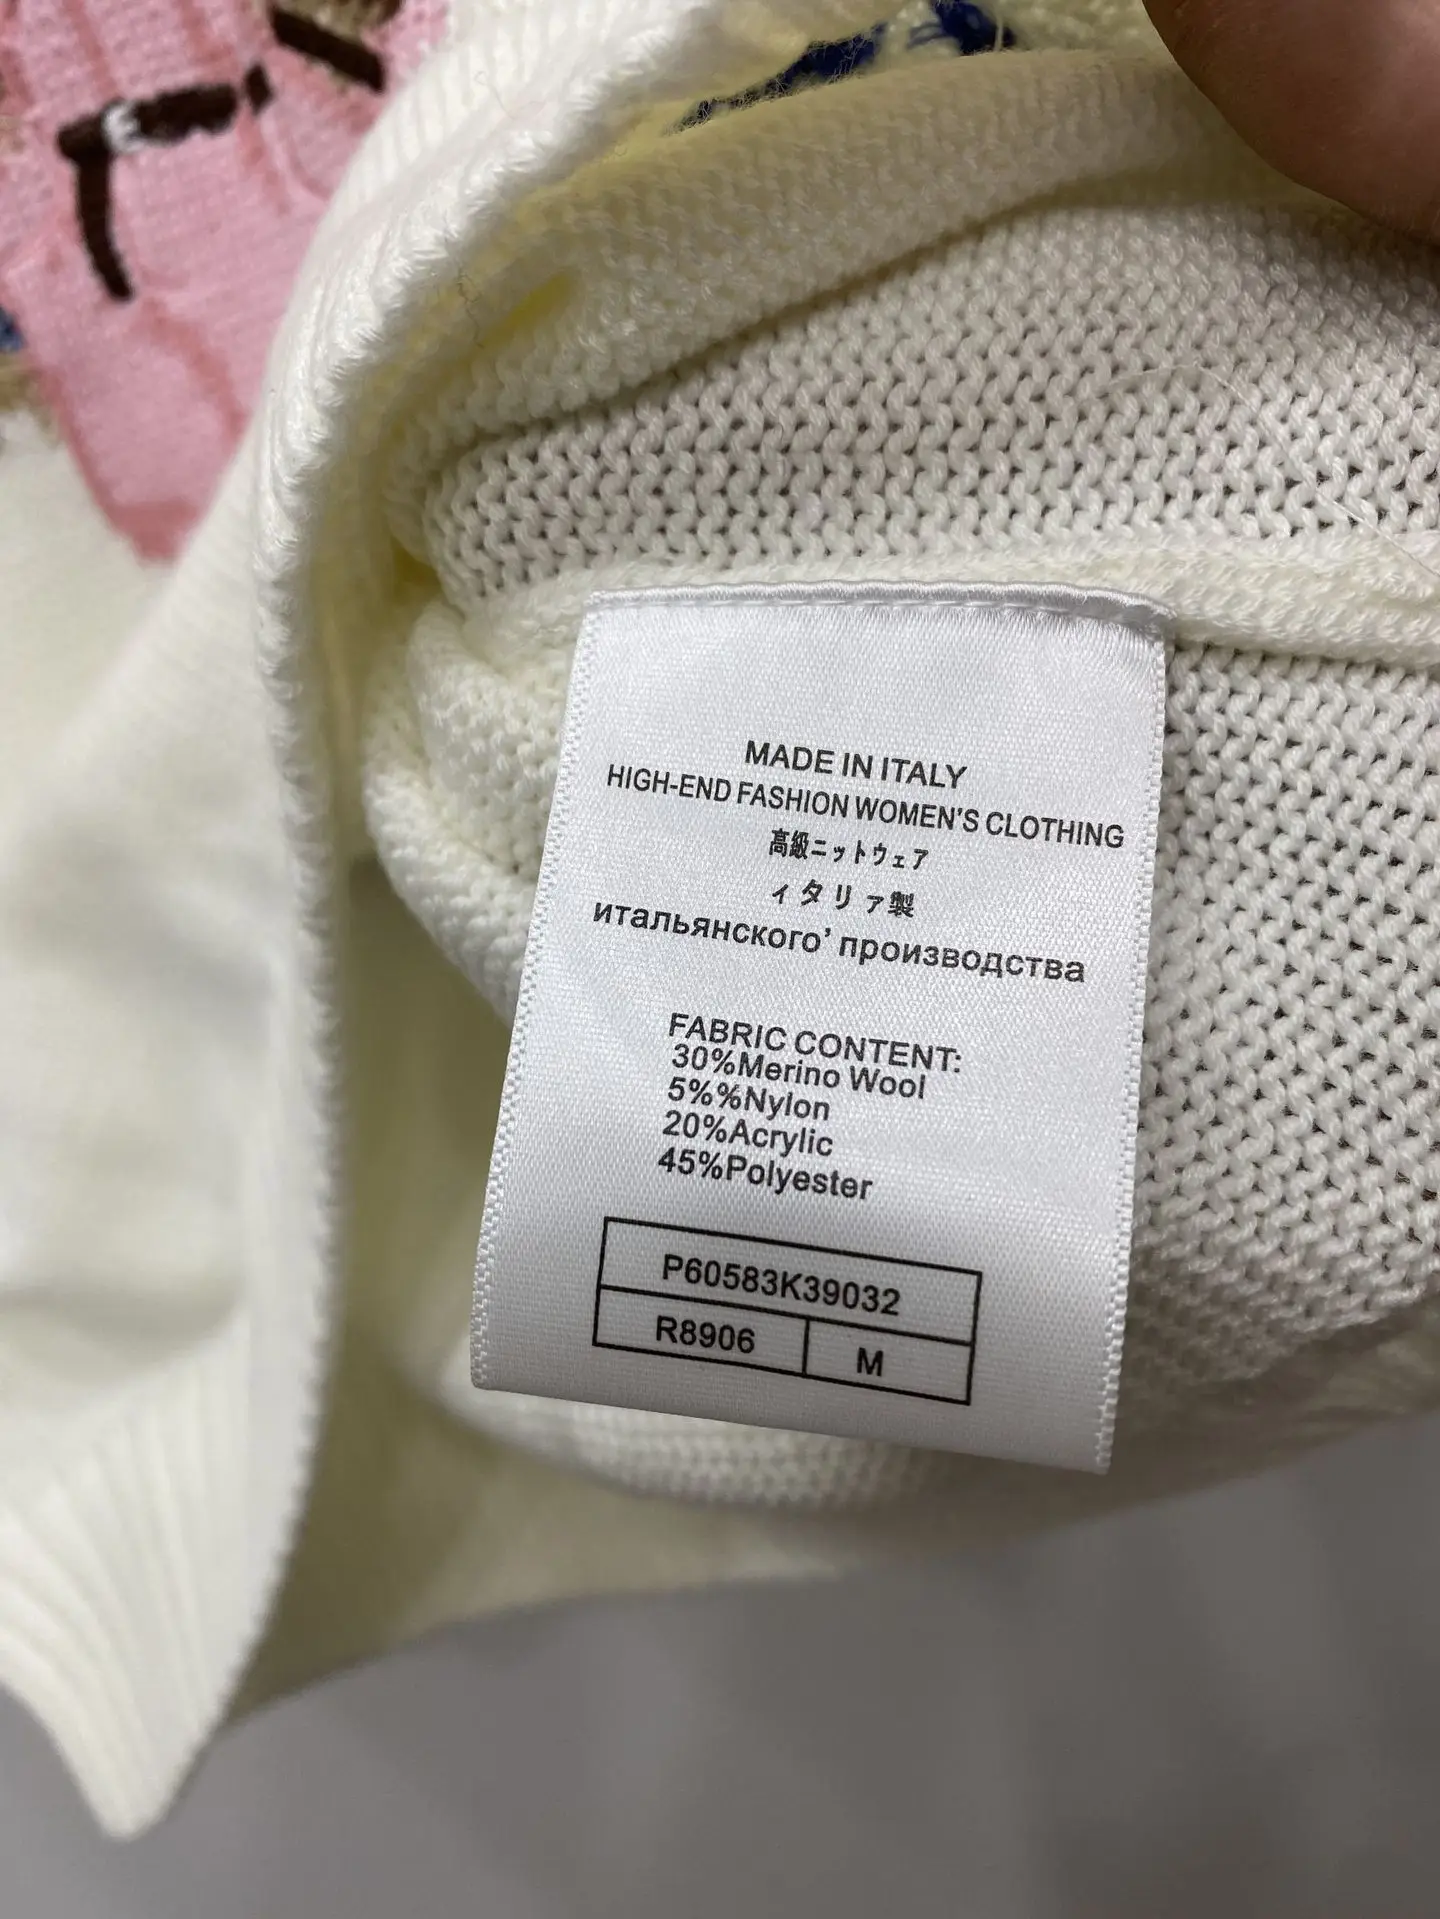 MADE IN ITALY
HIGH-END FASHION WOMEN'S CLOTHING
高級ニットウェア
ィタリァ製
итальянского’ производства
FABRIC CONTENT:
30%Merino Wool
5%%Nylon
20%Acrylic
45%Polyester
P60583K39032
R8906 M